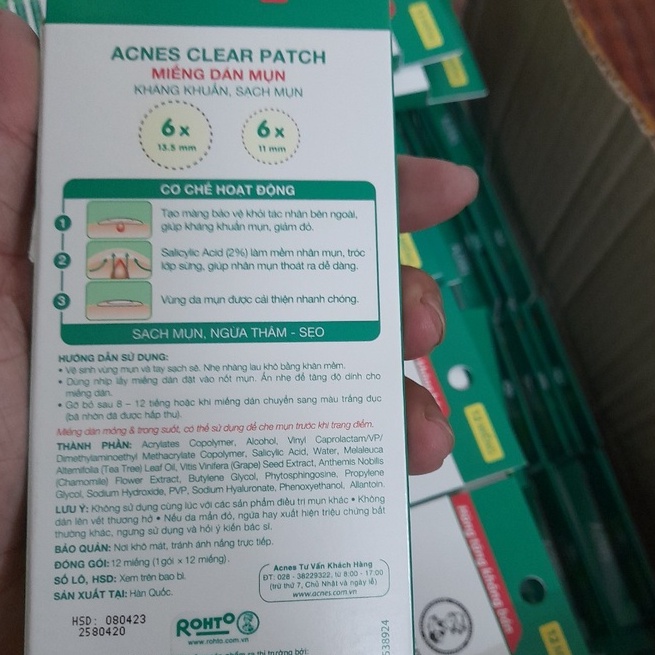 ACNES CLEAR PATCH
MIẾNG DÁN MỤN
KHÁNG KHUẨN, SẠCH MỤN
6x
13.5 mm
6x
11 mm
CƠ CHẾ HOẠT ĐỘNG
1
Tạo màng bảo vệ khỏi tác nhân bên ngoài,
giúp kháng khuẩn mụn, giảm đỏ.
2
Salicylic Acid (2%) làm mềm nhân mụn, tróc
lớp sừng, giúp nhân mụn thoát ra dễ dàng.
3
Vùng da mụn được cải thiện nhanh chóng.
SẠCH MỤN, NGỪA THÂM - SẸO
HƯỚNG DẪN SỬ DỤNG:
• Vệ sinh vùng mụn và tay sạch sẽ. Nhẹ nhàng lau khô bằng khăn mềm.
• Dùng nhíp lấy miếng dán đặt vào nốt mụn. Ấn nhẹ để tăng độ dính cho
miếng dán.
• Gỡ bỏ sau 8 – 12 tiếng hoặc khi miếng dán chuyển sang màu trắng đục
(bã nhờn đã được hấp thu).
Miếng dán mỏng & trong suốt, có thể sử dụng để che mụn trước khi trang điểm.
THÀNH PHẦN: Acrylates Copolymer, Alcohol, Vinyl Caprolactam/VP/
Dimethylaminoethyl Methacrylate Copolymer, Salicylic Acid, Water, Melaleuca
Alternifolia (Tea Tree) Leaf Oil, Vitis Vinifera (Grape) Seed Extract, Anthemis Nobilis
(Chamomile) Flower Extract, Butylene Glycol, Phytosphingosine, Propylene
Glycol, Sodium Hydroxide, PVP, Sodium Hyaluronate, Phenoxyethanol, Allantoin.
LƯU Ý: Không sử dụng cùng lúc với các sản phẩm điều trị mụn khác • Không
dán lên vết thương hở • Nếu da mẩn đỏ, ngứa hay xuất hiện triệu chứng bất
thường khác, ngưng sử dụng và hỏi ý kiến bác sĩ.
BẢO QUẢN: Nơi khô mát, tránh ánh nắng trực tiếp.
ĐÓNG GÓI: 12 miếng (1 gói x 12 miếng).
SỐ LÔ, HSD: Xem trên bao bì.
SẢN XUẤT TẠI: Hàn Quốc.
Acnes Tư Vấn Khách Hàng
ĐT: 028 - 38229322, từ 8:00 - 17:00
(trừ thứ 7, Chủ Nhật và ngày lễ)
www.acnes.com.vn
HSD: 080423
2580420
ROHTO
www.rohto.com.vn
538924
12 miếng
Hàng tặng không bán